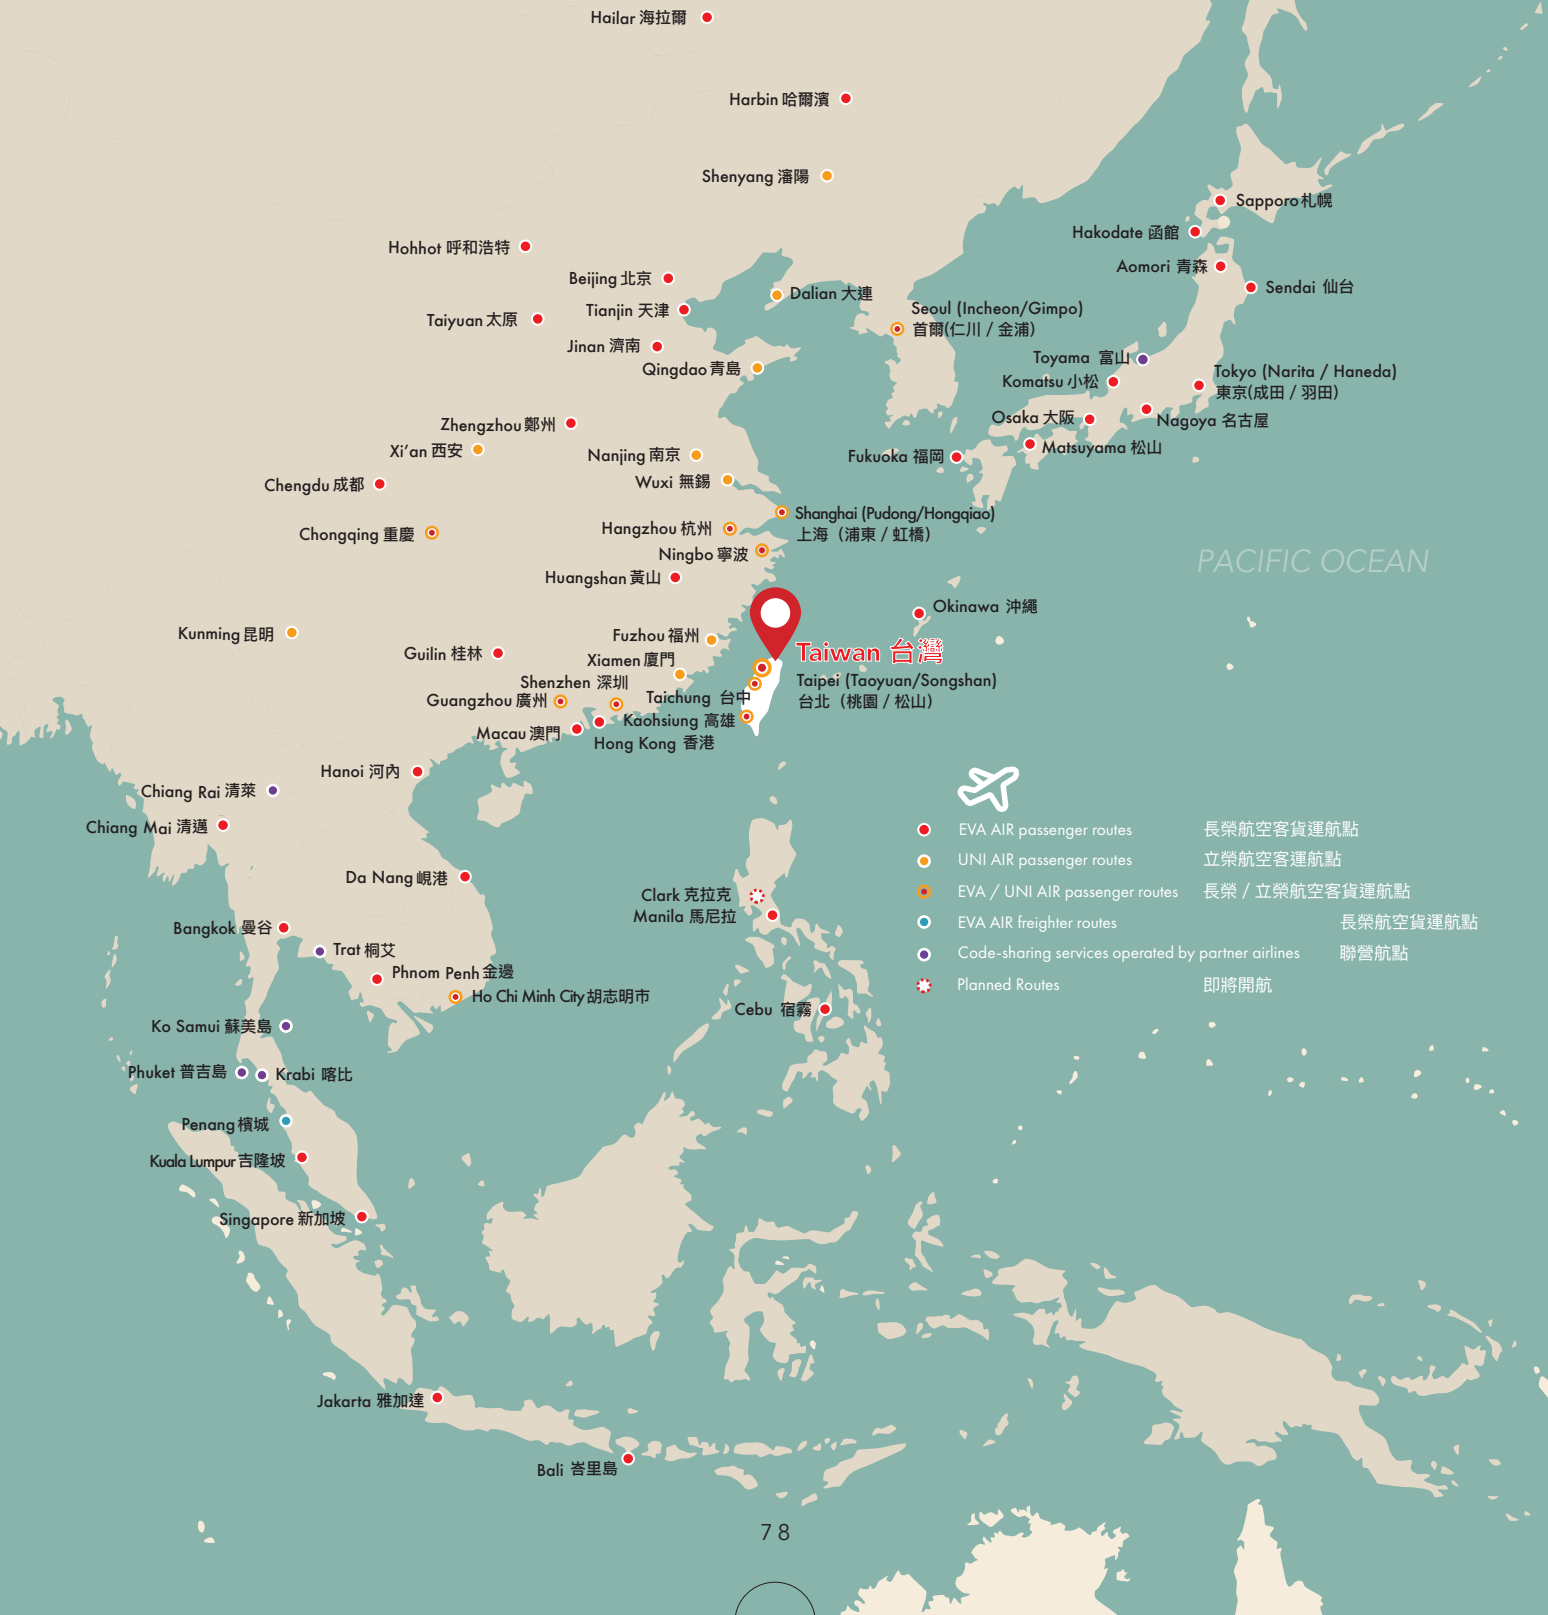 Hailar 海拉爾
Harbin 哈爾濱
Shenyang 瀋陽
Sapporo 札幌
Hakodate 函館
Hohhot 呼和浩特
Aomori 青森
Beijing 北京
Sendai 仙台
Dalian 大連
Tianjin 天津
Seoul (Incheon/Gimpo)
首爾(仁川 / 金浦)
Taiyuan 太原
Jinan 濟南
Toyama 富山
Qingdao 青島
Tokyo (Narita / Haneda)
東京(成田 / 羽田)
Komatsu 小松
Osaka 大阪
Nagoya 名古屋
Zhengzhou 鄭州
Xi’an 西安
Matsuyama 松山
Nanjing 南京
Fukuoka 福岡
Wuxi 無錫
Chengdu 成都
Shanghai (Pudong/Hongqiao)
上海（浦東 / 虹橋）
Hangzhou 杭州
Chongqing 重慶
Ningbo 寧波
PACIFIC OCEAN
Huangshan 黃山
Okinawa 沖繩
Kunming 昆明
Fuzhou 福州
Guilin 桂林
Taiwan 台灣
Xiamen 廈門
Shenzhen 深圳
Taipei (Taoyuan/Songshan)
台北（桃園 / 松山）
Taichung 台中
Guangzhou 廣州
Kaohsiung 高雄
Macau 澳門
Hong Kong 香港
Hanoi 河內
Chiang Rai 清萊
Chiang Mai 清邁
EVA AIR passenger routes 長榮航空客貨運航點
UNI AIR passenger routes 立榮航空客運航點
EVA / UNI AIR passenger routes 長榮 / 立榮航空客貨運航點
EVA AIR freighter routes 長榮航空貨運航點
Code-sharing services operated by partner airlines 聯營航點
Planned Routes 即將開航
Da Nang 峴港
Clark 克拉克
Manila 馬尼拉
Bangkok 曼谷
Trat 桐艾
Phnom Penh 金邊
Ho Chi Minh City 胡志明市
Cebu 宿霧
Ko Samui 蘇美島
Phuket 普吉島
Krabi 喀比
Penang 檳城
Kuala Lumpur 吉隆坡
Singapore 新加坡
Jakarta 雅加達
Bali 峇里島
78